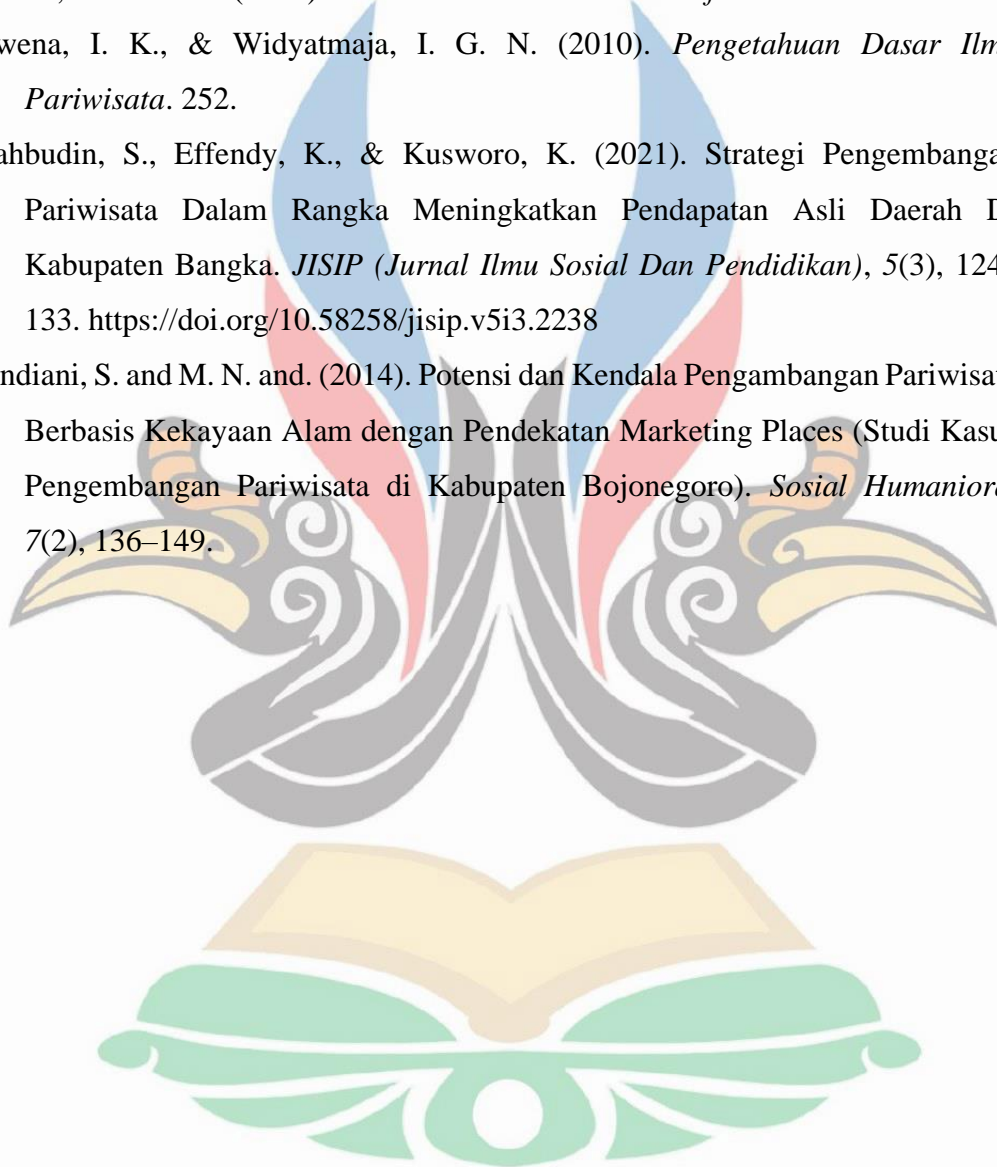 wena, I. K., & Widyatmaja, I. G. N. (2010). Pengetahuan Dasar Ilm
Pariwisata. 252.
ahbudin, S., Effendy, K., & Kusworo, K. (2021). Strategi Pengembanga
Pariwisata Dalam Rangka Meningkatkan Pendapatan Asli Daerah D
Kabupaten Bangka. JISIP (Jurnal Ilmu Sosial Dan Pendidikan), 5(3), 124
133. https://doi.org/10.58258/jisip.v5i3.2238
ndiani, S. and M. N. and. (2014). Potensi dan Kendala Pengambangan Pariwisat
Berbasis Kekayaan Alam dengan Pendekatan Marketing Places (Studi Kasu
Pengembangan Pariwisata di Kabupaten Bojonegoro). Sosial Humaniora
7(2), 136–149.